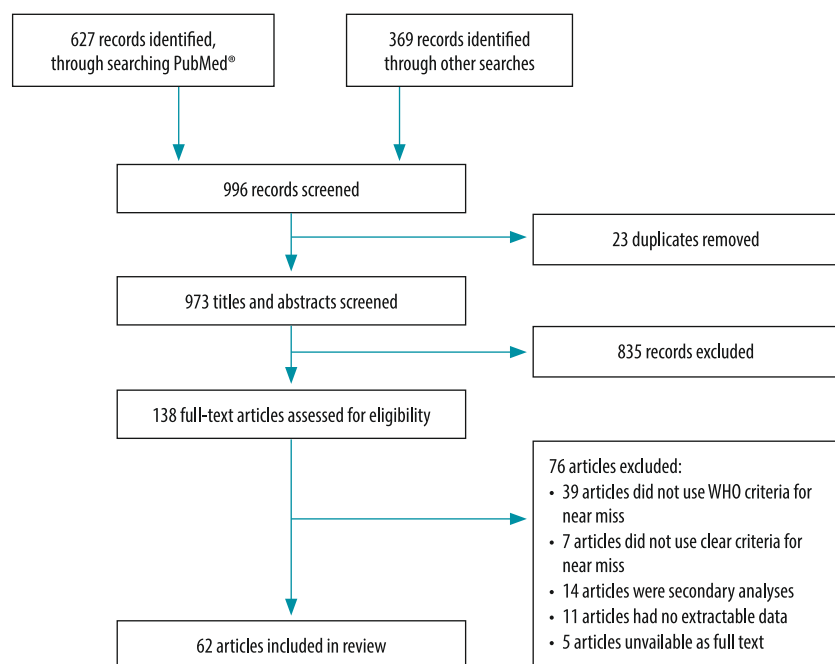 627 records identified,
through searching PubMed®
369 records identified
through other searches
996 records screened
23 duplicates removed
973 titles and abstracts screened
835 records excluded
138 full-text articles assessed for eligibility
76 articles excluded:
• 39 articles did not use WHO criteria for
near miss
• 7 articles did not use clear criteria for
near miss
• 14 articles were secondary analyses
• 11 articles had no extractable data
• 5 articles unvailable as full text
62 articles included in review